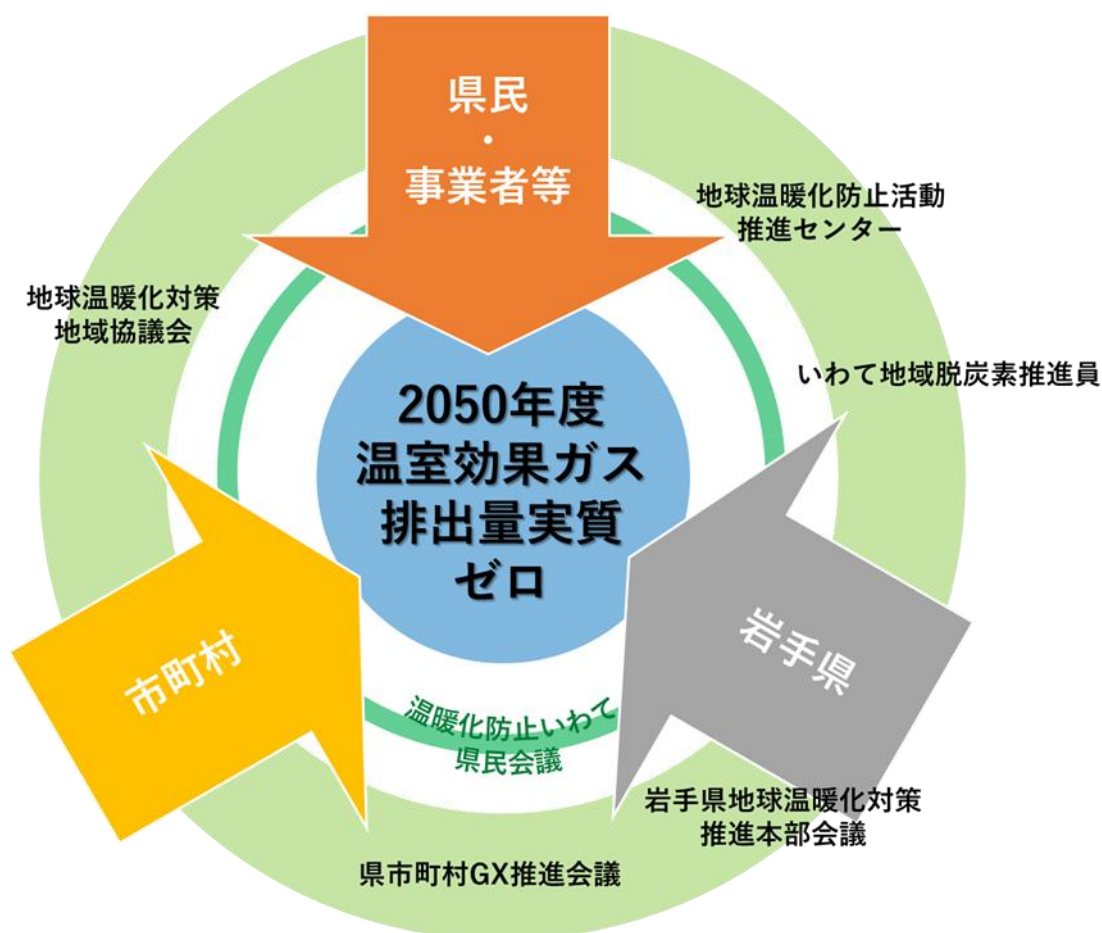 県民
・
事業者等
地球温暖化防止活動
推進センター
地球温暖化対策
地域協議会
いわて地域脱炭素推進員
2050年度
温室効果ガス
排出量実質
ゼロ
市町村
岩手県
温暖化防止いわて
県民会議
岩手県地球温暖化対策
推進本部会議
県市町村GX推進会議